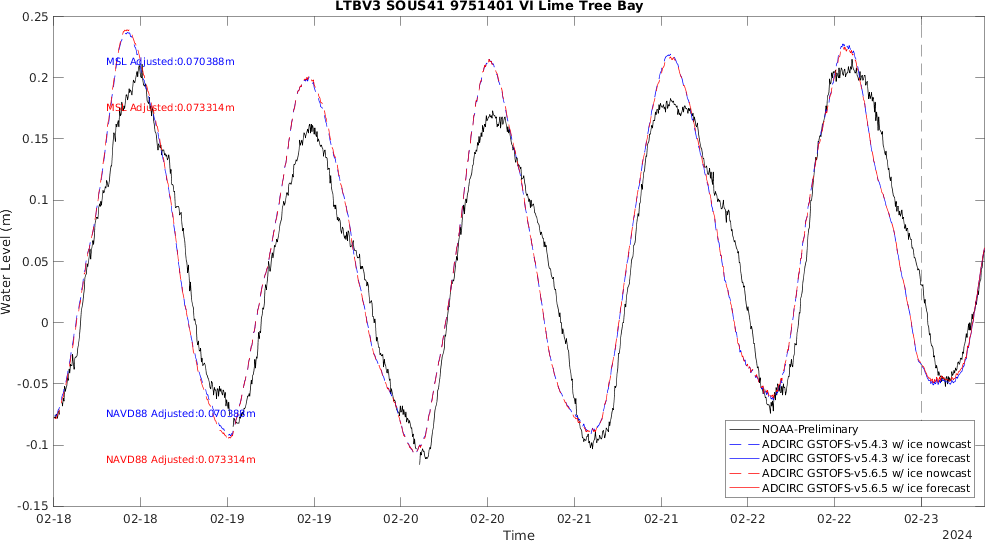 LTBV3 SOUS41 9751401 VI Lime Tree Bay
0.25
0.2
0.15
0.1
0.05
0
-0.05
-0.1
-0.15
Water Level (m)
MSL Adjusted:0.070388m
MSL Adjusted:0.073314m
NAVD88 Adjusted:0.070388m
NAVD88 Adjusted:0.073314m
NOAA-Preliminary
ADCIRC GSTOFS-v5.4.3 w/ ice nowcast
ADCIRC GSTOFS-v5.4.3 w/ ice forecast
ADCIRC GSTOFS-v5.6.5 w/ ice nowcast
ADCIRC GSTOFS-v5.6.5 w/ ice forecast
02-18 02-18 02-19 02-19 02-20 02-20 02-21 02-21 02-22 02-22 02-23
Time
2024